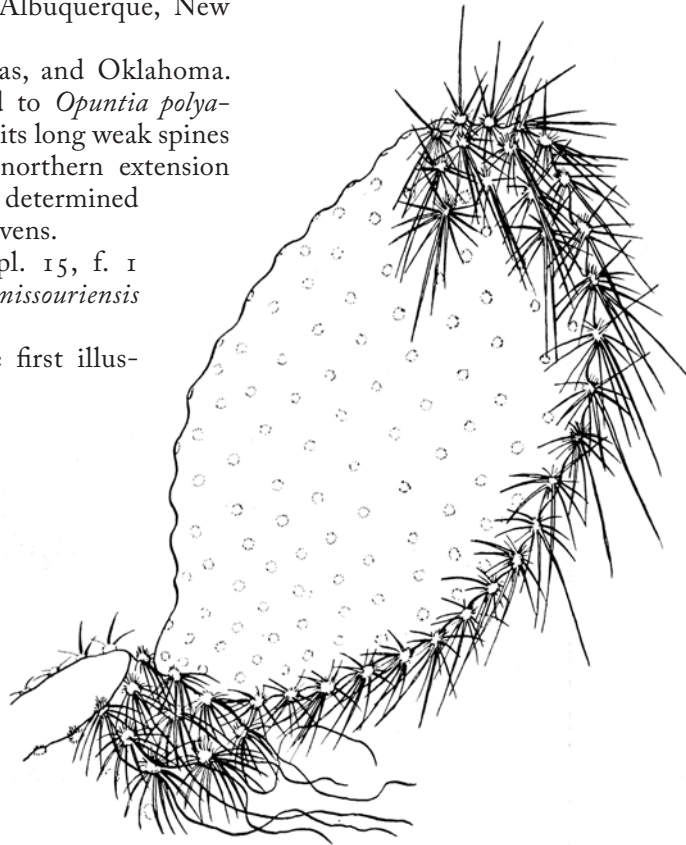 Albuquerque, New
as, and Oklahoma.
d to Opuntia polya-
its long weak spines
northern extension
determined
vens.
pl. 15, f. 1
missouriensis
e first illus-